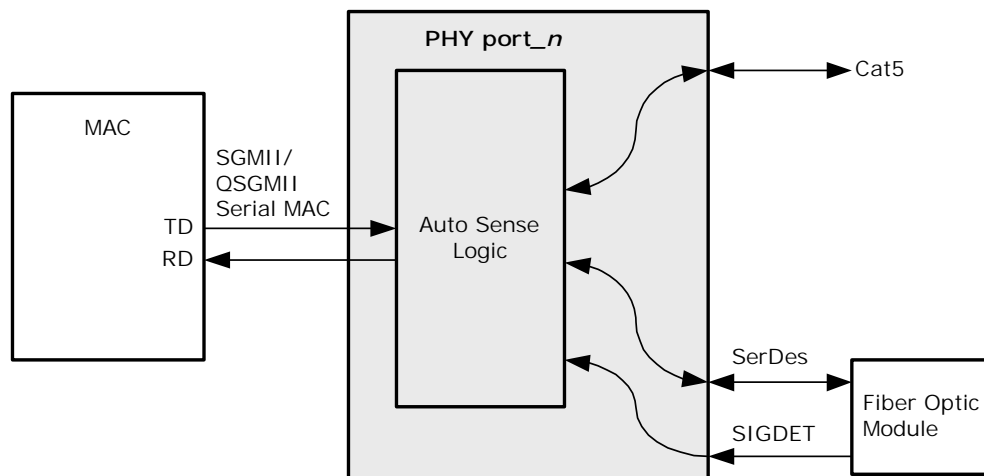 PHY port_n
Cat5
MAC
SGMII/
QSGMII
Serial MAC
TD
RD
Auto Sense
Logic
SerDes
SIGDET
Fiber Optic
Module